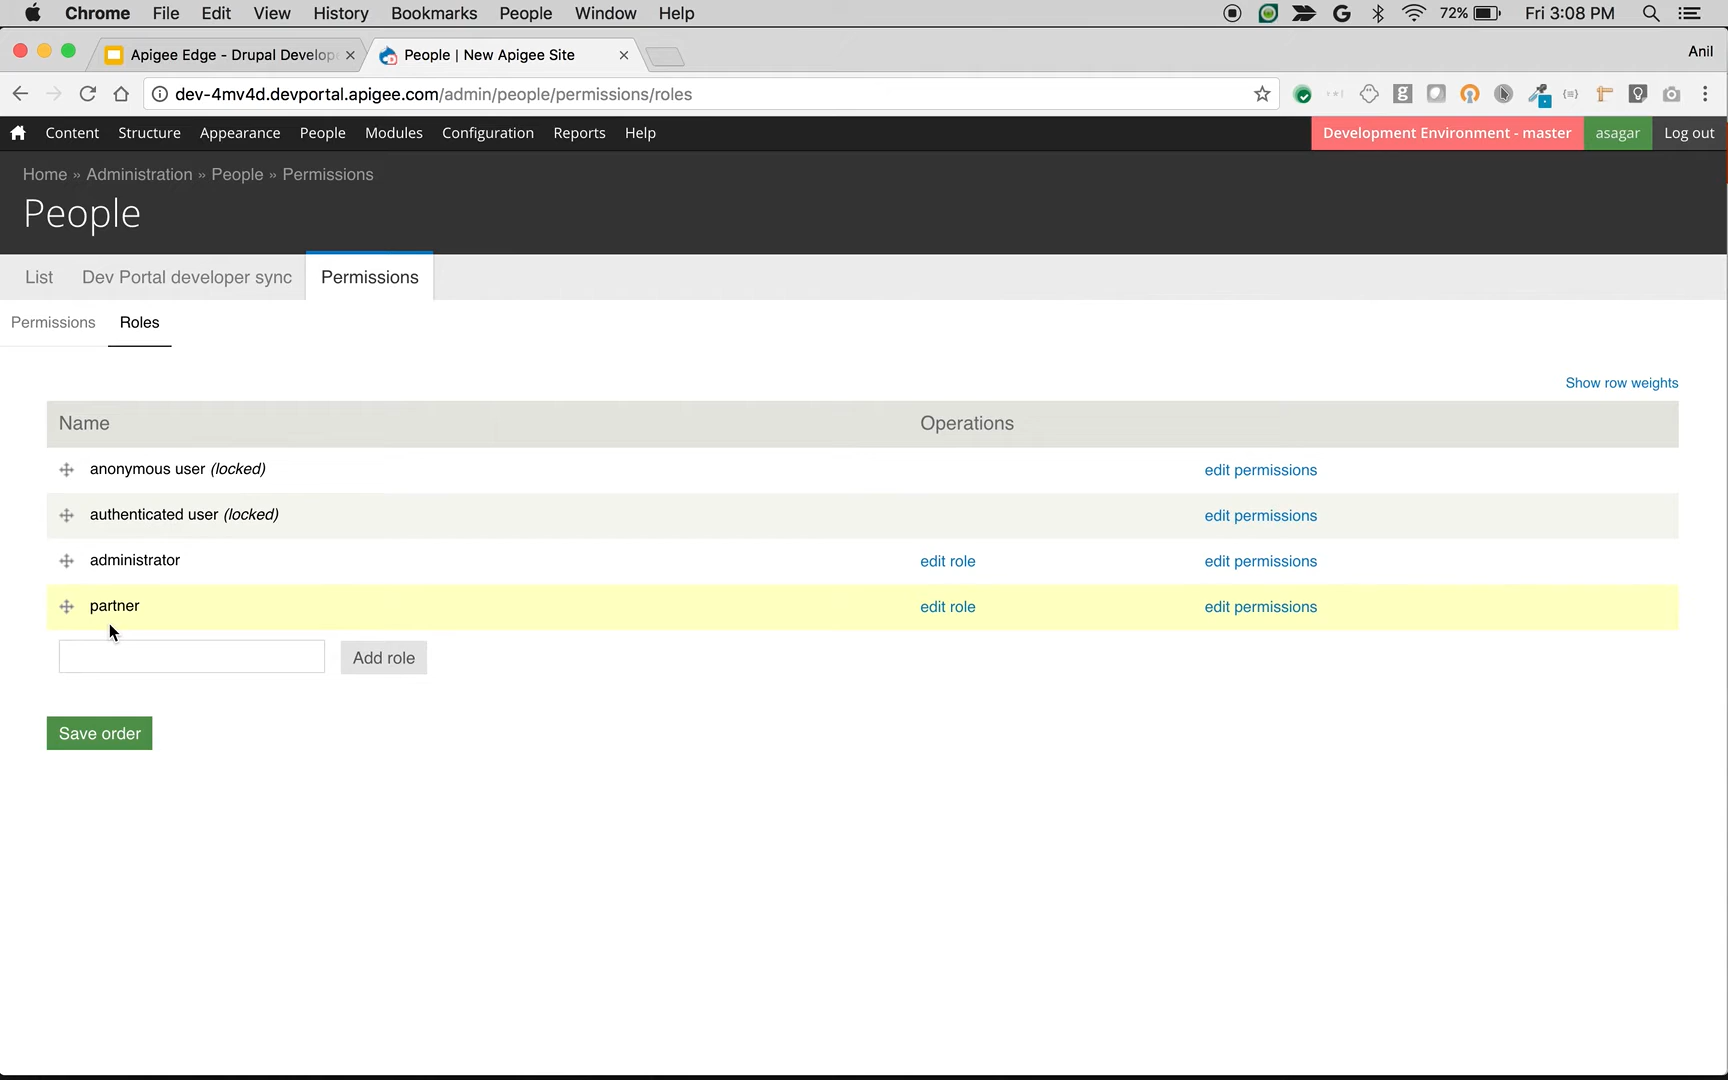 Chrome File Edit View History Bookmarks People Window Help 72% Fri 3:08 PM
Apigee Edge - Drupal Develop People | New Apigee Site Anil
dev-4mv4d.devportal.apigee.com/admin/people/permissions/roles
Content Structure Appearance People Modules Configuration Reports Help Development Environment - master asagar Log out
Home » Administration » People » Permissions
People
List Dev Portal developer sync Permissions
Permissions Roles
Show row weights
Name Operations
anonymous user (locked) edit permissions
authenticated user (locked) edit permissions
administrator edit role edit permissions
partner edit role edit permissions
Add role
Save order